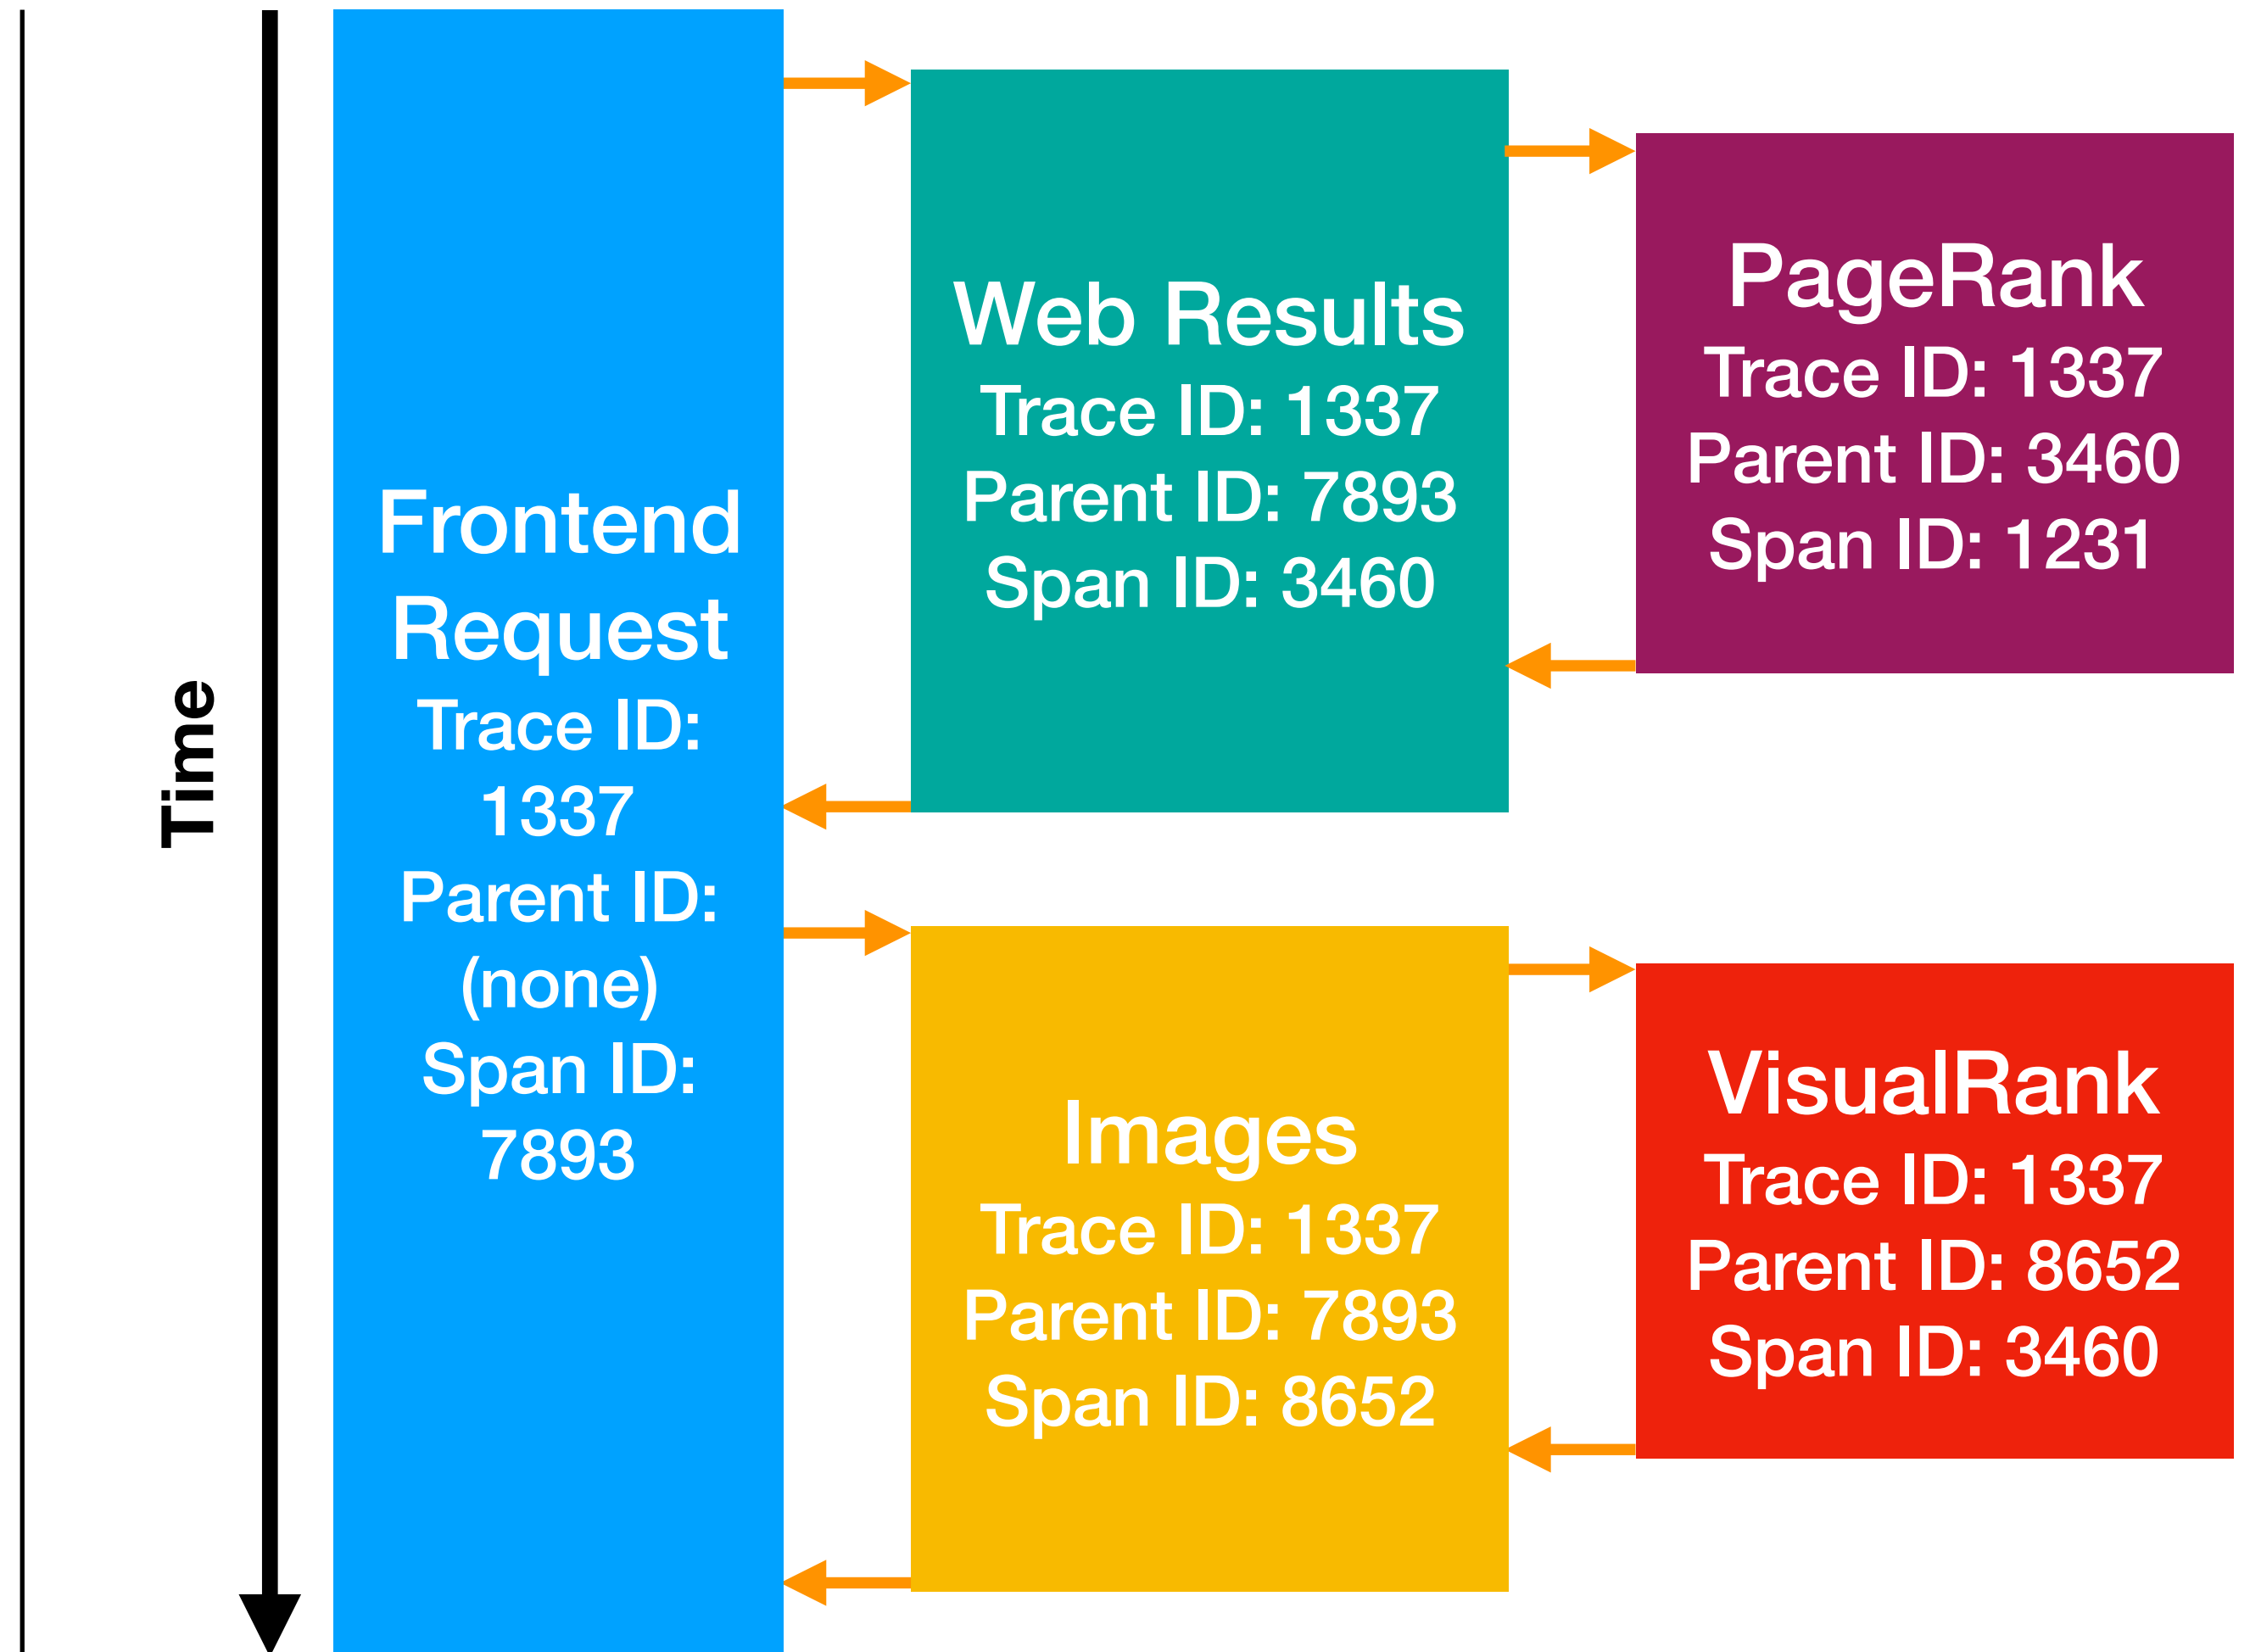 Time
Frontend
Request
Trace ID:
1337
Parent ID:
(none)
Span ID:
7893
Web Results
Trace ID: 1337
Parent ID: 7893
Span ID: 3460
PageRank
Trace ID: 1337
Parent ID: 3460
Span ID: 1231
Images
Trace ID: 1337
Parent ID: 7893
Span ID: 8652
VisualRank
Trace ID: 1337
Parent ID: 8652
Span ID: 3460